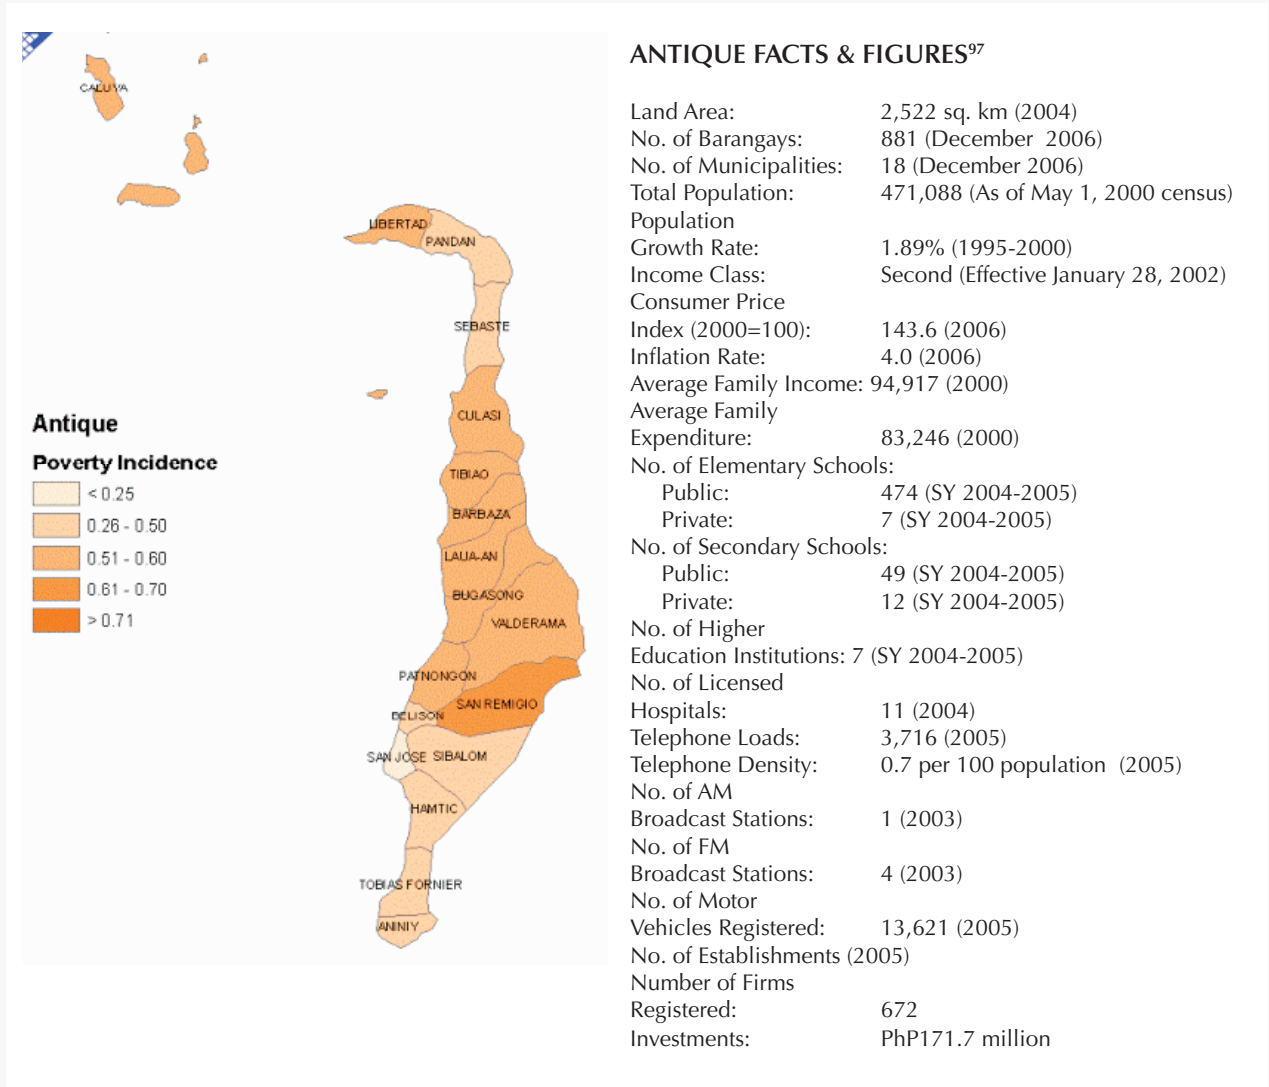 CALUYA
LIBERTAD
PANDAN
SEBASTE
CULASI
TIBIAO
BARBAZA
LAUA-AN
BUGASONG
VALDERAMA
PATNONGON
SAN REMIGIO
BELISON
SAN JOSE SIBALOM
HAMTIC
TOBIAS FORNIER
ANINIY
Antique
Poverty Incidence
< 0.25
0.26 - 0.50
0.51 - 0.60
0.61 - 0.70
> 0.71
ANTIQUE FACTS & FIGURES97
Land Area: 2,522 sq. km (2004)
No. of Barangays: 881 (December 2006)
No. of Municipalities: 18 (December 2006)
Total Population: 471,088 (As of May 1, 2000 census)
Population
Growth Rate: 1.89% (1995-2000)
Income Class: Second (Effective January 28, 2002)
Consumer Price
Index (2000=100): 143.6 (2006)
Inflation Rate: 4.0 (2006)
Average Family Income: 94,917 (2000)
Average Family
Expenditure: 83,246 (2000)
No. of Elementary Schools:
Public: 474 (SY 2004-2005)
Private: 7 (SY 2004-2005)
No. of Secondary Schools:
Public: 49 (SY 2004-2005)
Private: 12 (SY 2004-2005)
No. of Higher
Education Institutions: 7 (SY 2004-2005)
No. of Licensed
Hospitals: 11 (2004)
Telephone Loads: 3,716 (2005)
Telephone Density: 0.7 per 100 population (2005)
No. of AM
Broadcast Stations: 1 (2003)
No. of FM
Broadcast Stations: 4 (2003)
No. of Motor
Vehicles Registered: 13,621 (2005)
No. of Establishments (2005)
Number of Firms
Registered: 672
Investments: PhP171.7 million